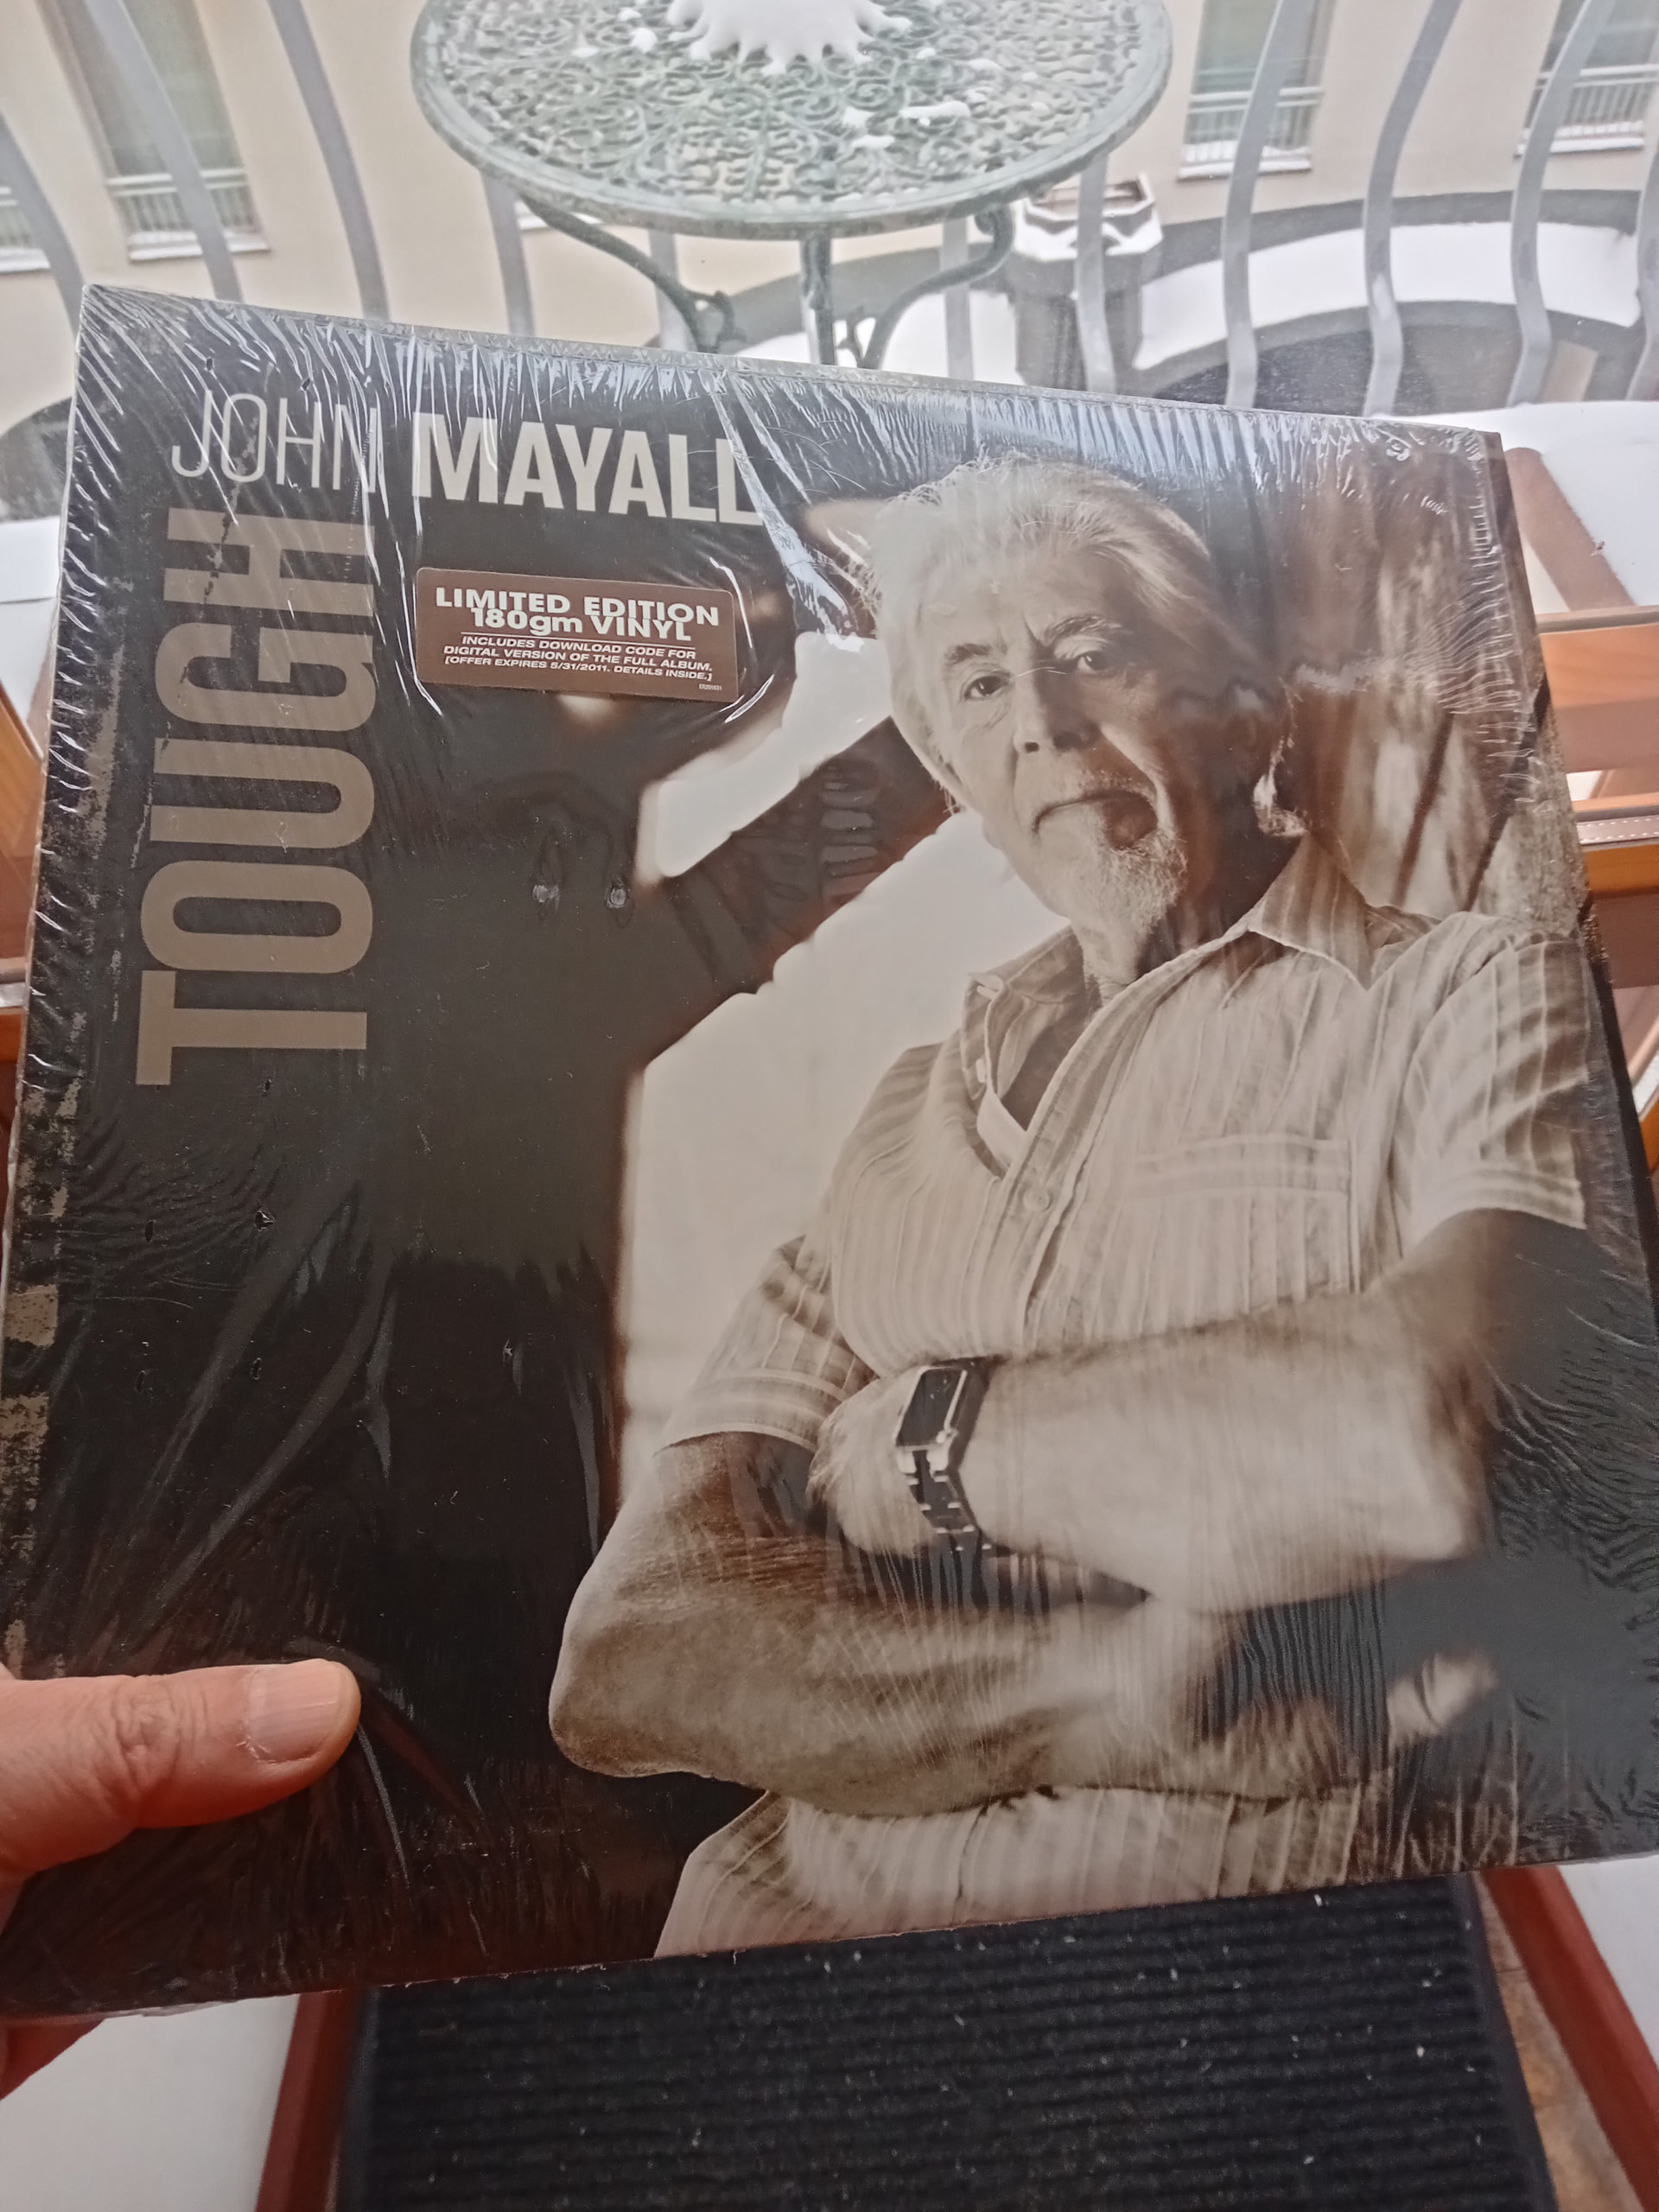 JOHN MAYALL
TOUGH
LIMITED EDITION
180gm VINYL
INCLUDES DOWNLOAD CODE FOR
DIGITAL VERSION OF THE FULL ALBUM.
[OFFER EXPIRES 5/31/2011. DETAILS INSIDE.]